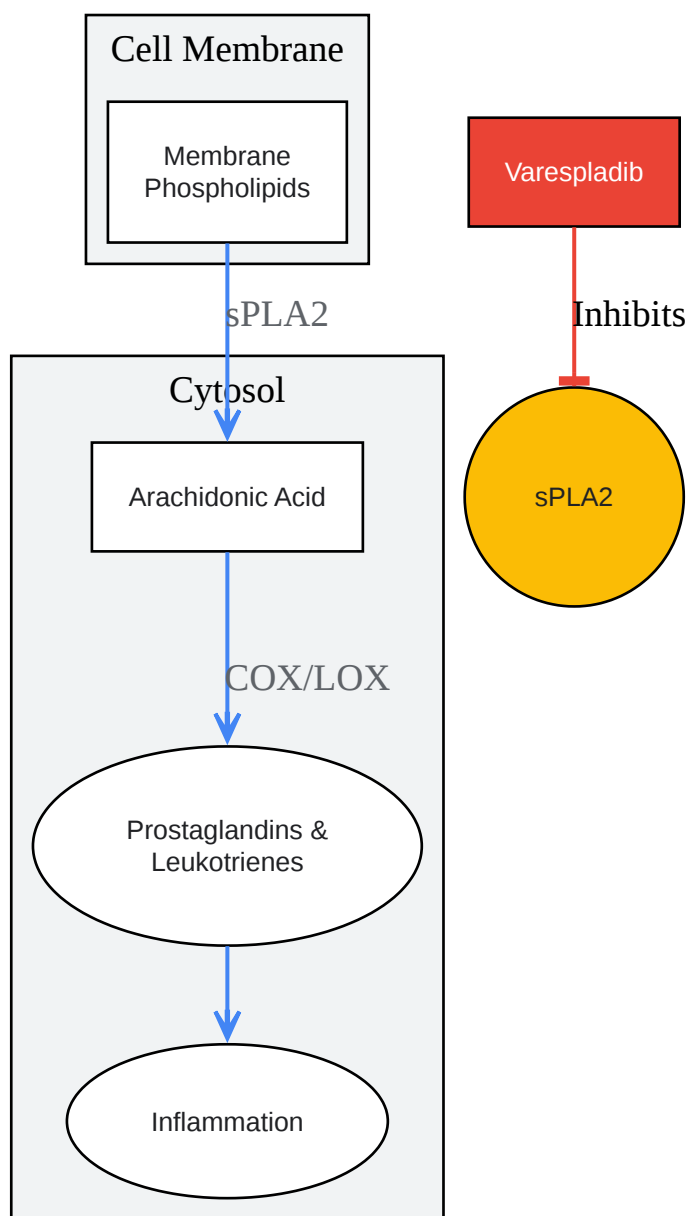 Cell Membrane
Membrane
Phospholipids
Varespladib
sPLA2
Inhibits
Cytosol
Arachidonic Acid
sPLA2
COX/LOX
Prostaglandins &
Leukotrienes
Inflammation